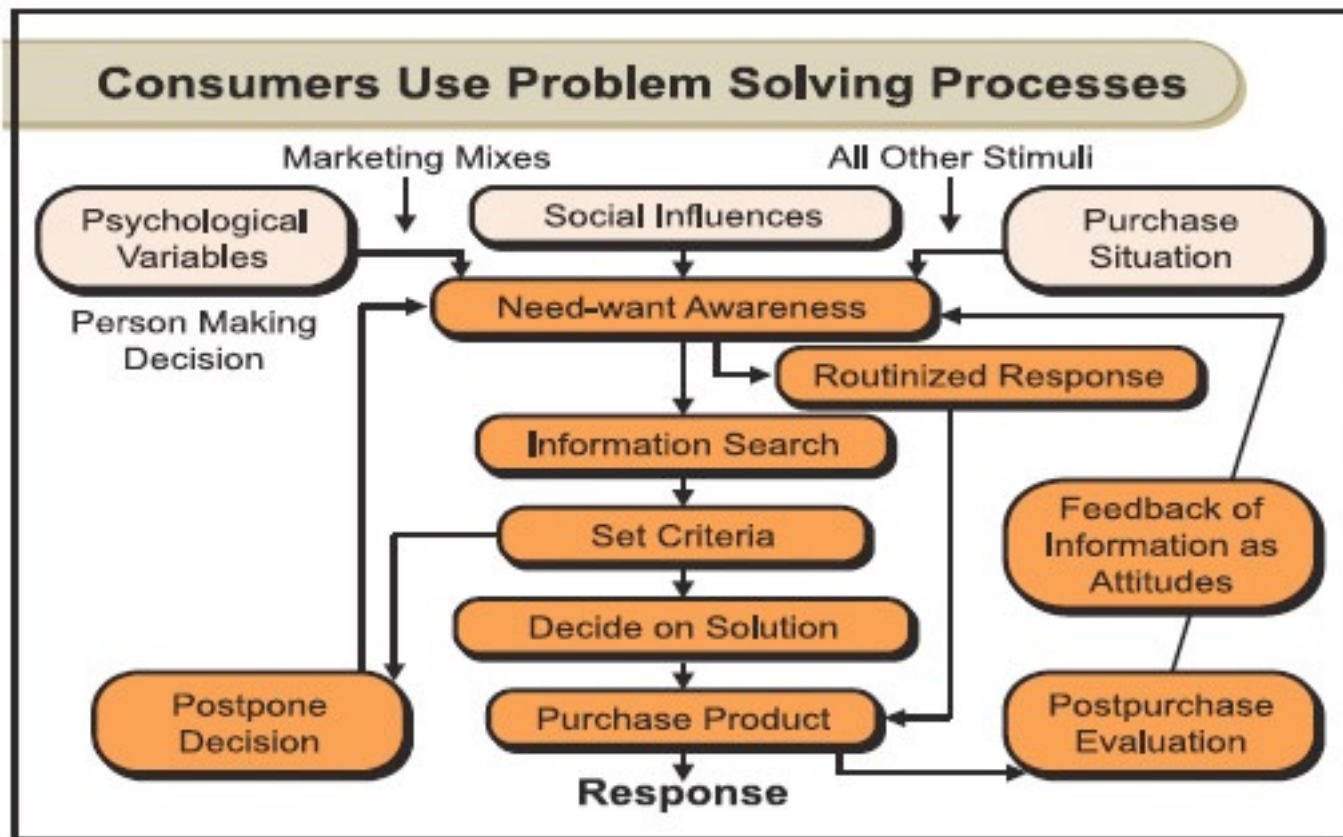 Consumers Use Problem Solving Processes
Marketing Mixes
All Other Stimuli
Psychological
Variables
Social Influences
Purchase
Situation
Person Making
Decision
Need-want Awareness
Routinized Response
Information Search
Set Criteria
Feedback of
Information as
Attitudes
Decide on Solution
Postpone
Decision
Purchase Product
Postpurchase
Evaluation
Response